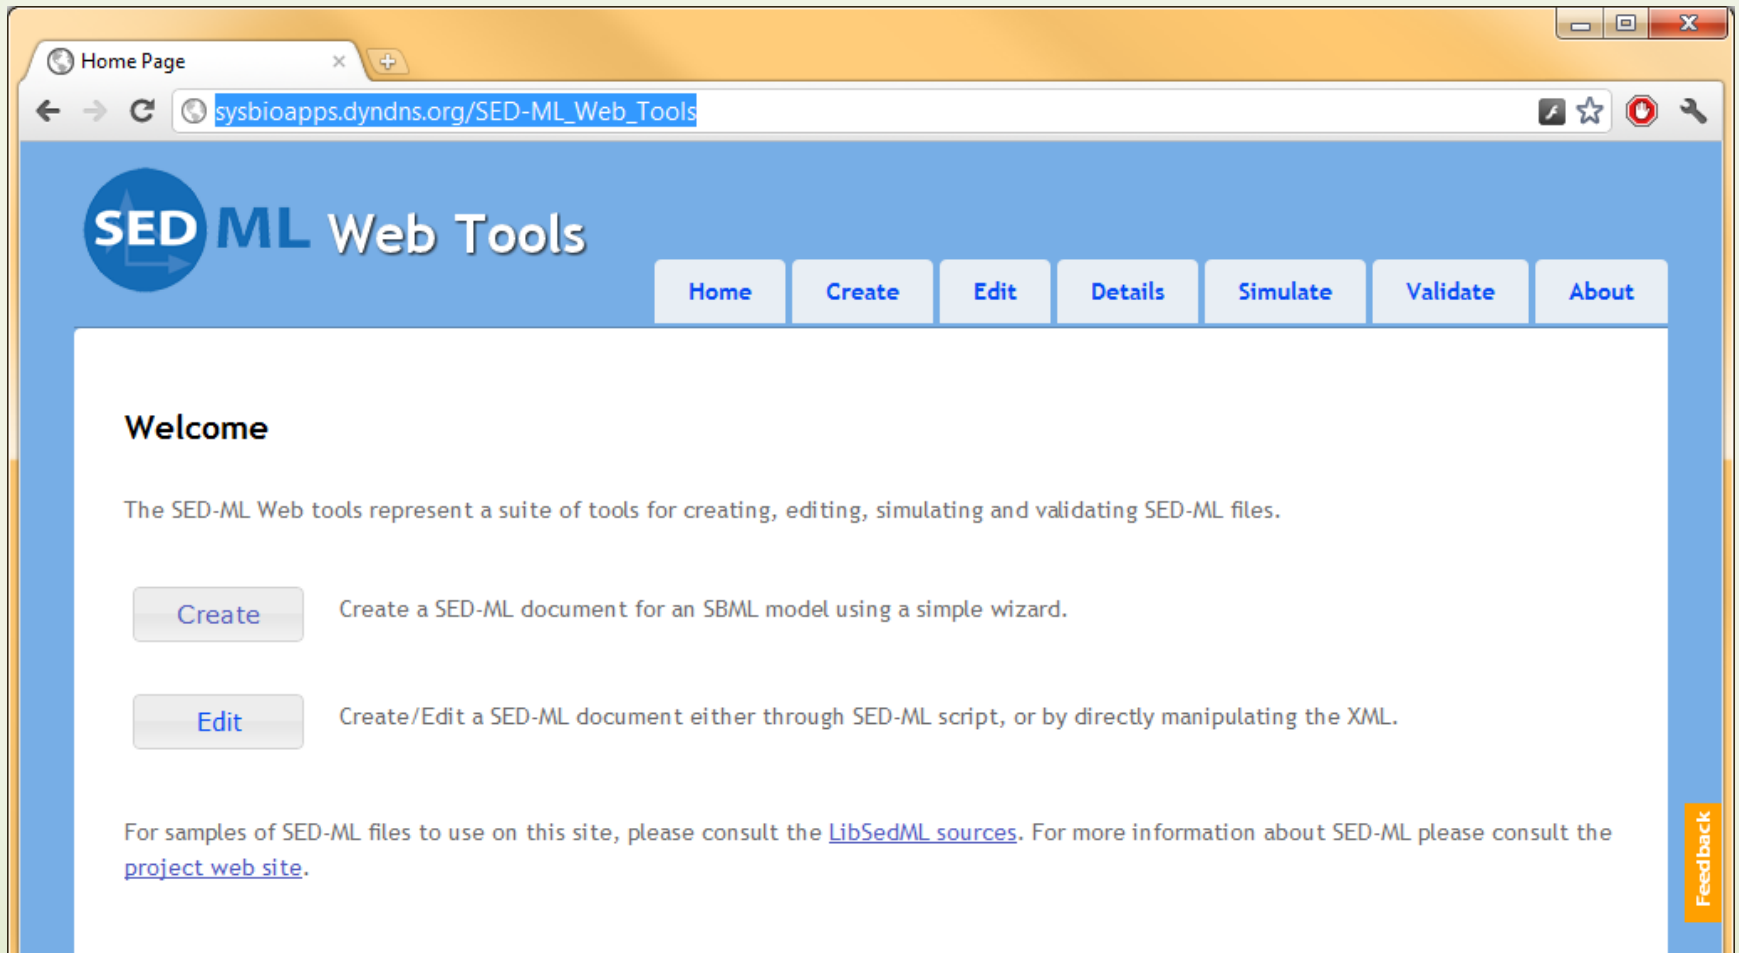 Home Page
sysbioapps.dyndns.org/SED-ML_Web_Tools
SED ML Web Tools
Home Create Edit Details Simulate Validate About
Welcome
The SED-ML Web tools represent a suite of tools for creating, editing, simulating and validating SED-ML files.
Create Create a SED-ML document for an SBML model using a simple wizard.
Edit Create/Edit a SED-ML document either through SED-ML script, or by directly manipulating the XML.
For samples of SED-ML files to use on this site, please consult the LibSedML sources. For more information about SED-ML please consult the
project web site.
Feedback